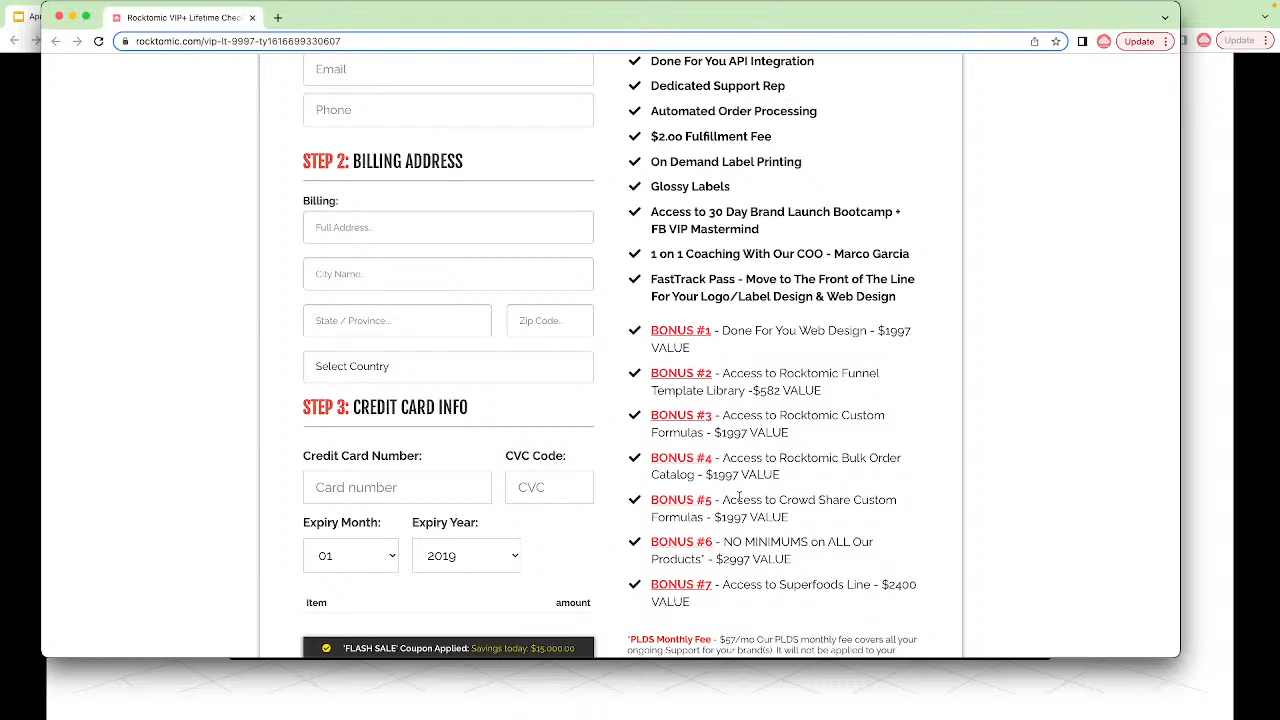 Ap
Rocktomic VIP+ Lifetime Chec
rocktomic.com/vip-lt-9997-ty1616699330607
Update
Update
Email
Phone
STEP 2: BILLING ADDRESS
Billing:
Full Address..
City Name..
State / Province...
Zip Code..
Select Country
STEP 3: CREDIT CARD INFO
Credit Card Number:
CVC Code:
Card number
CVC
Expiry Month:
Expiry Year:
01
2019
Item
amount
'FLASH SALE' Coupon Applied: Savings today: $15,000.00
Done For You API Integration
Dedicated Support Rep
Automated Order Processing
$2.00 Fulfillment Fee
On Demand Label Printing
Glossy Labels
Access to 30 Day Brand Launch Bootcamp +
FB VIP Mastermind
1 on 1 Coaching With Our COO - Marco Garcia
FastTrack Pass - Move to The Front of The Line
For Your Logo/Label Design & Web Design
BONUS #1 - Done For You Web Design - $1997
VALUE
BONUS #2 - Access to Rocktomic Funnel
Template Library -$582 VALUE
BONUS #3 - Access to Rocktomic Custom
Formulas - $1997 VALUE
BONUS #4 - Access to Rocktomic Bulk Order
Catalog - $1997 VALUE
BONUS #5 - Access to Crowd Share Custom
Formulas - $1997 VALUE
BONUS #6 - NO MINIMUMS on ALL Our
Products* - $2997 VALUE
BONUS #7 - Access to Superfoods Line - $2400
VALUE
*PLDS Monthly Fee - $57/mo Our PLDS monthly fee covers all your
ongoing Support for your brand(s). It will not be applied to your